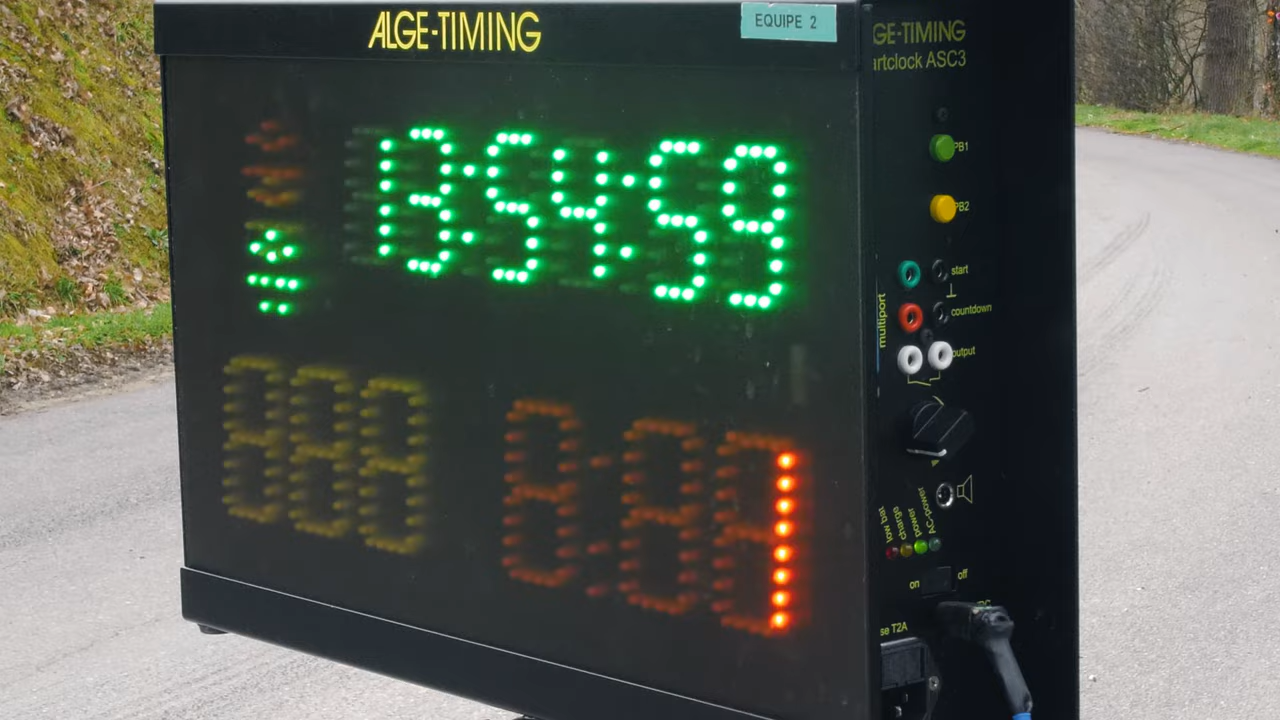 ALGE-TIMING
EQUIPE 2
13:54:59
1
GE-TIMING
artclock ASC3
PB1
PB2
start
multiport
countdown
output
low bat
charge
power
AC-power
on off
se T2A